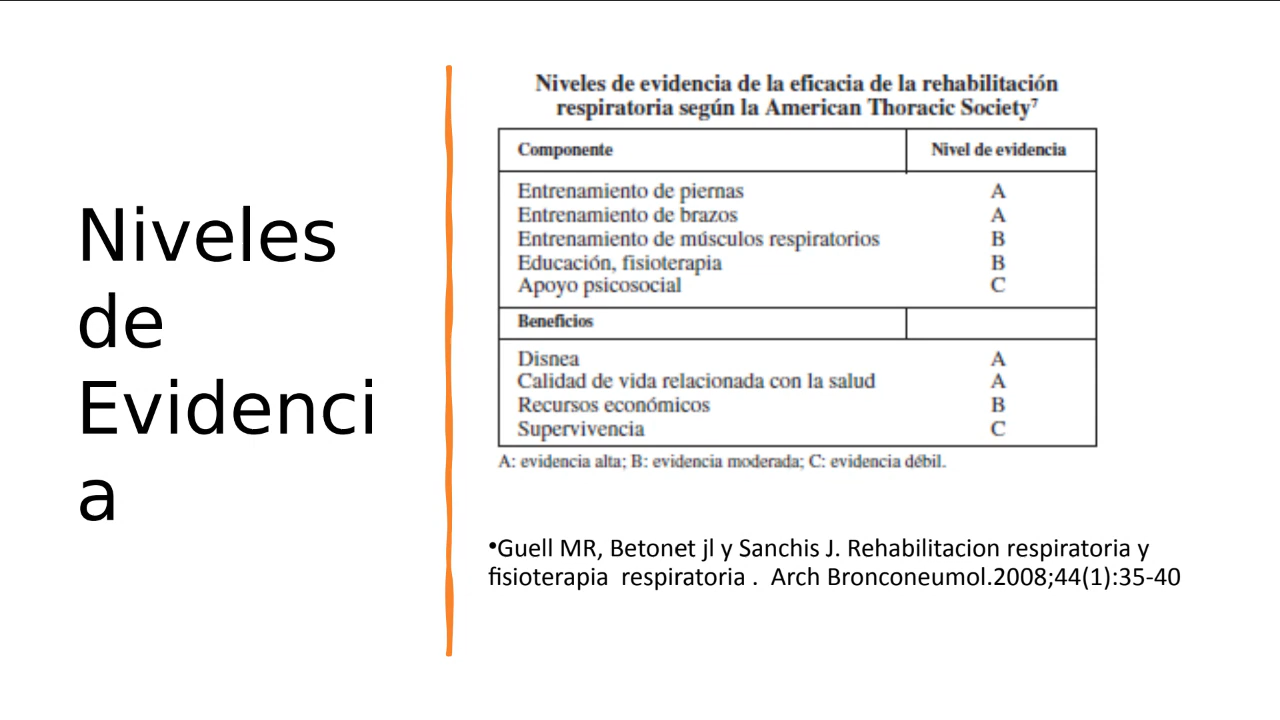 Niveles
de
Evidenci
a
Niveles de evidencia de la eficacia de la rehabilitación
respiratoria según la American Thoracic Society⁷
Componente Nivel de evidencia
Entrenamiento de piernas A
Entrenamiento de brazos A
Entrenamiento de músculos respiratorios B
Educación, fisioterapia B
Apoyo psicosocial C
Beneficios
Disnea A
Calidad de vida relacionada con la salud A
Recursos económicos B
Supervivencia C
A: evidencia alta; B: evidencia moderada; C: evidencia débil.
•Guell MR, Betonet jl y Sanchis J. Rehabilitacion respiratoria y
fisioterapia  respiratoria .  Arch Bronconeumol.2008;44(1):35-40